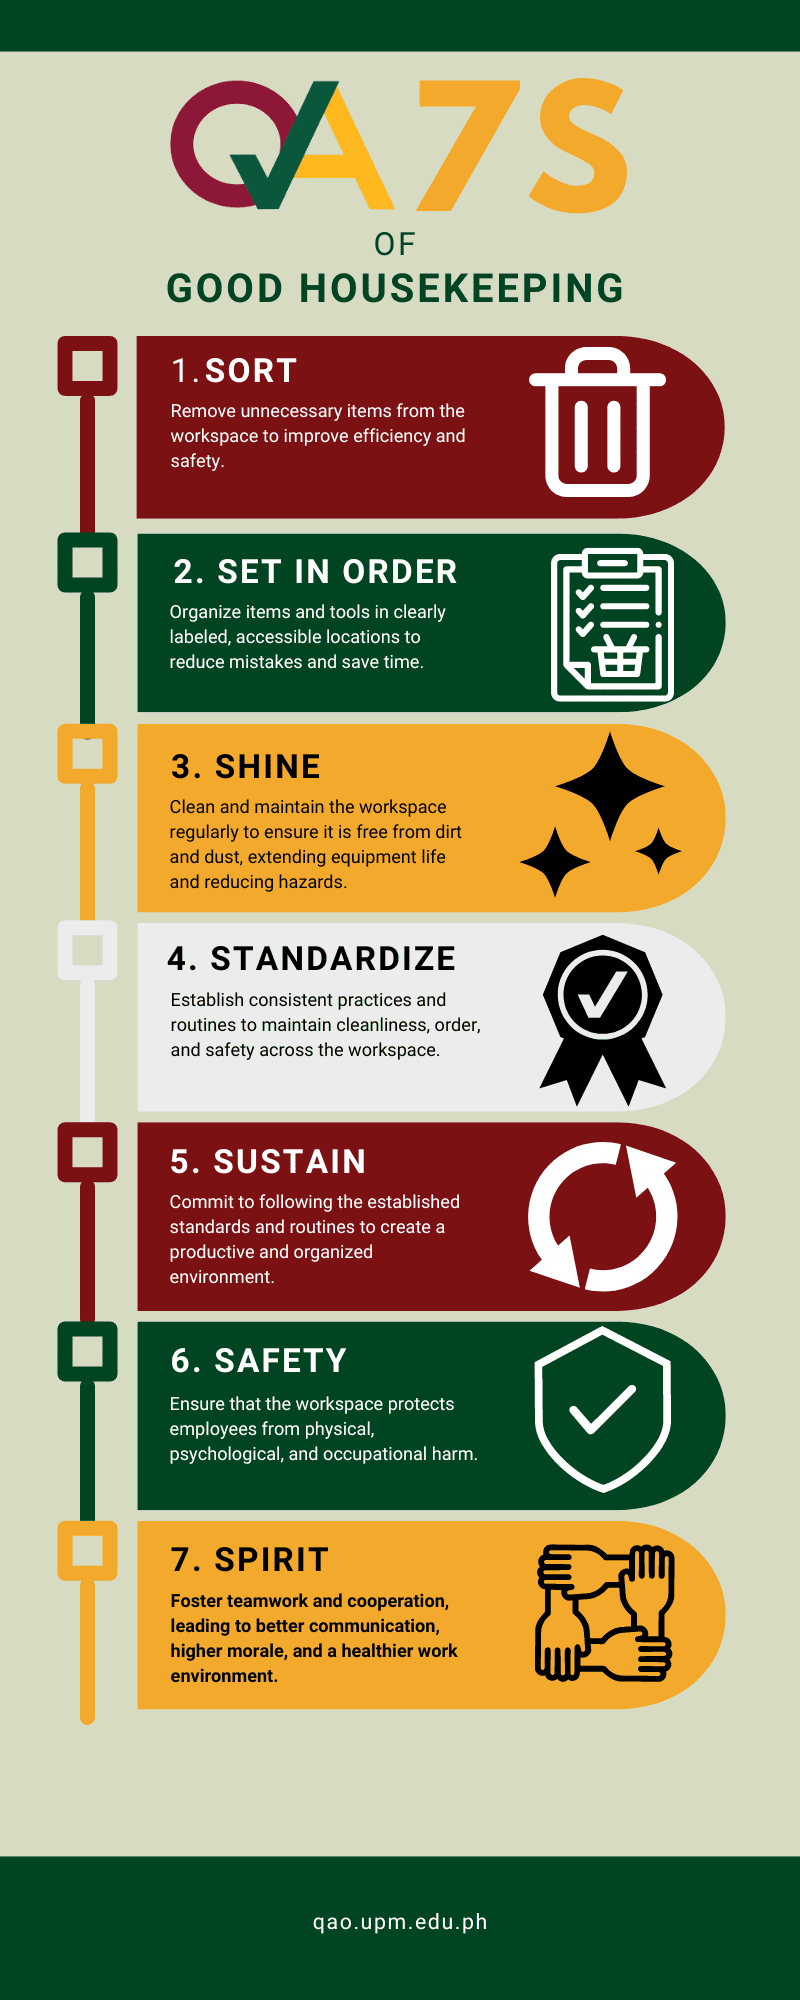 QA 7S
OF
GOOD HOUSEKEEPING
1. SORT
Remove unnecessary items from the
workspace to improve efficiency and
safety.
2. SET IN ORDER
Organize items and tools in clearly
labeled, accessible locations to
reduce mistakes and save time.
3. SHINE
Clean and maintain the workspace
regularly to ensure it is free from dirt
and dust, extending equipment life
and reducing hazards.
4. STANDARDIZE
Establish consistent practices and
routines to maintain cleanliness, order,
and safety across the workspace.
5. SUSTAIN
Commit to following the established
standards and routines to create a
productive and organized
environment.
6. SAFETY
Ensure that the workspace protects
employees from physical,
psychological, and occupational harm.
7. SPIRIT
Foster teamwork and cooperation,
leading to better communication,
higher morale, and a healthier work
environment.
qao.upm.edu.ph